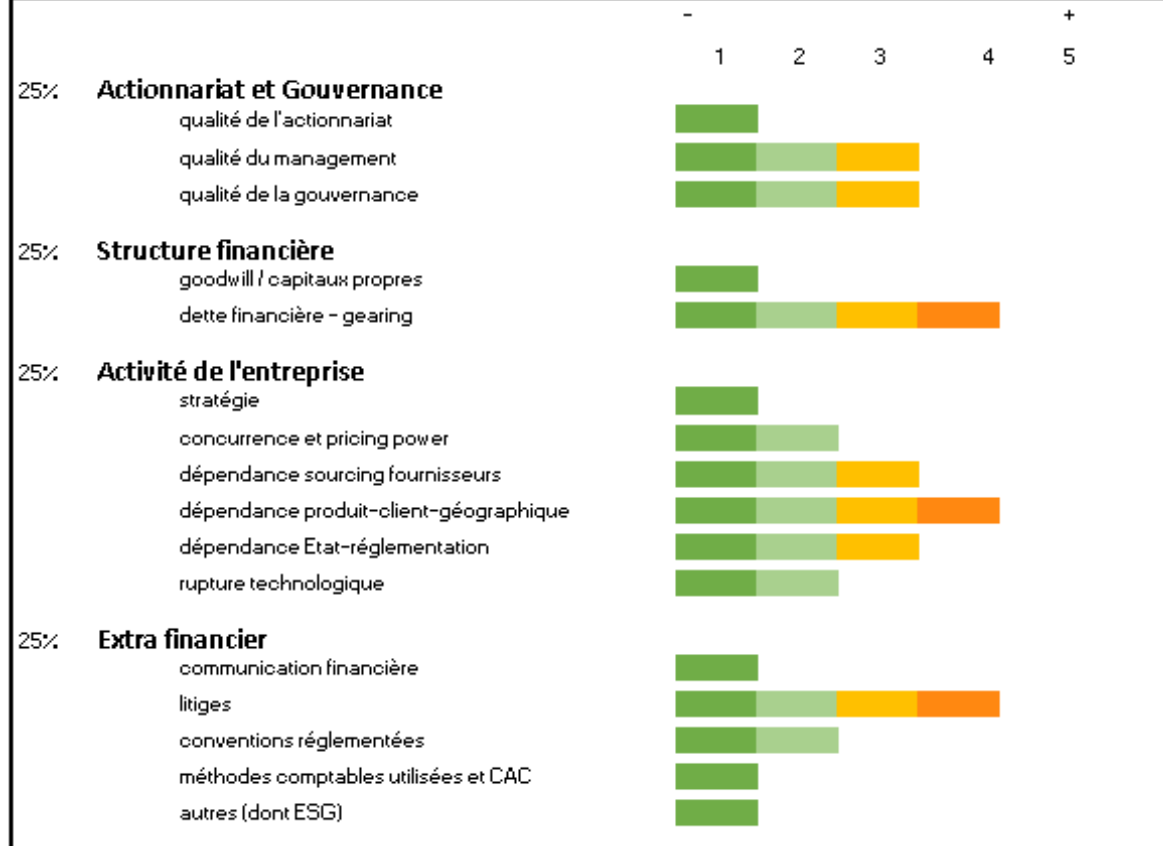 - +
1 2 3 4 5
25% Actionnariat et Gouvernance
qualité de l'actionnariat
qualité du management
qualité de la gouvernance
25% Structure financière
goodwill / capitaux propres
dette financière - gearing
25% Activité de l'entreprise
stratégie
concurrence et pricing power
dépendance sourcing fournisseurs
dépendance produit-client-géographique
dépendance Etat-réglementation
rupture technologique
25% Extra financier
communication financière
litiges
conventions réglementées
méthodes comptables utilisées et CAC
autres (dont ESG)